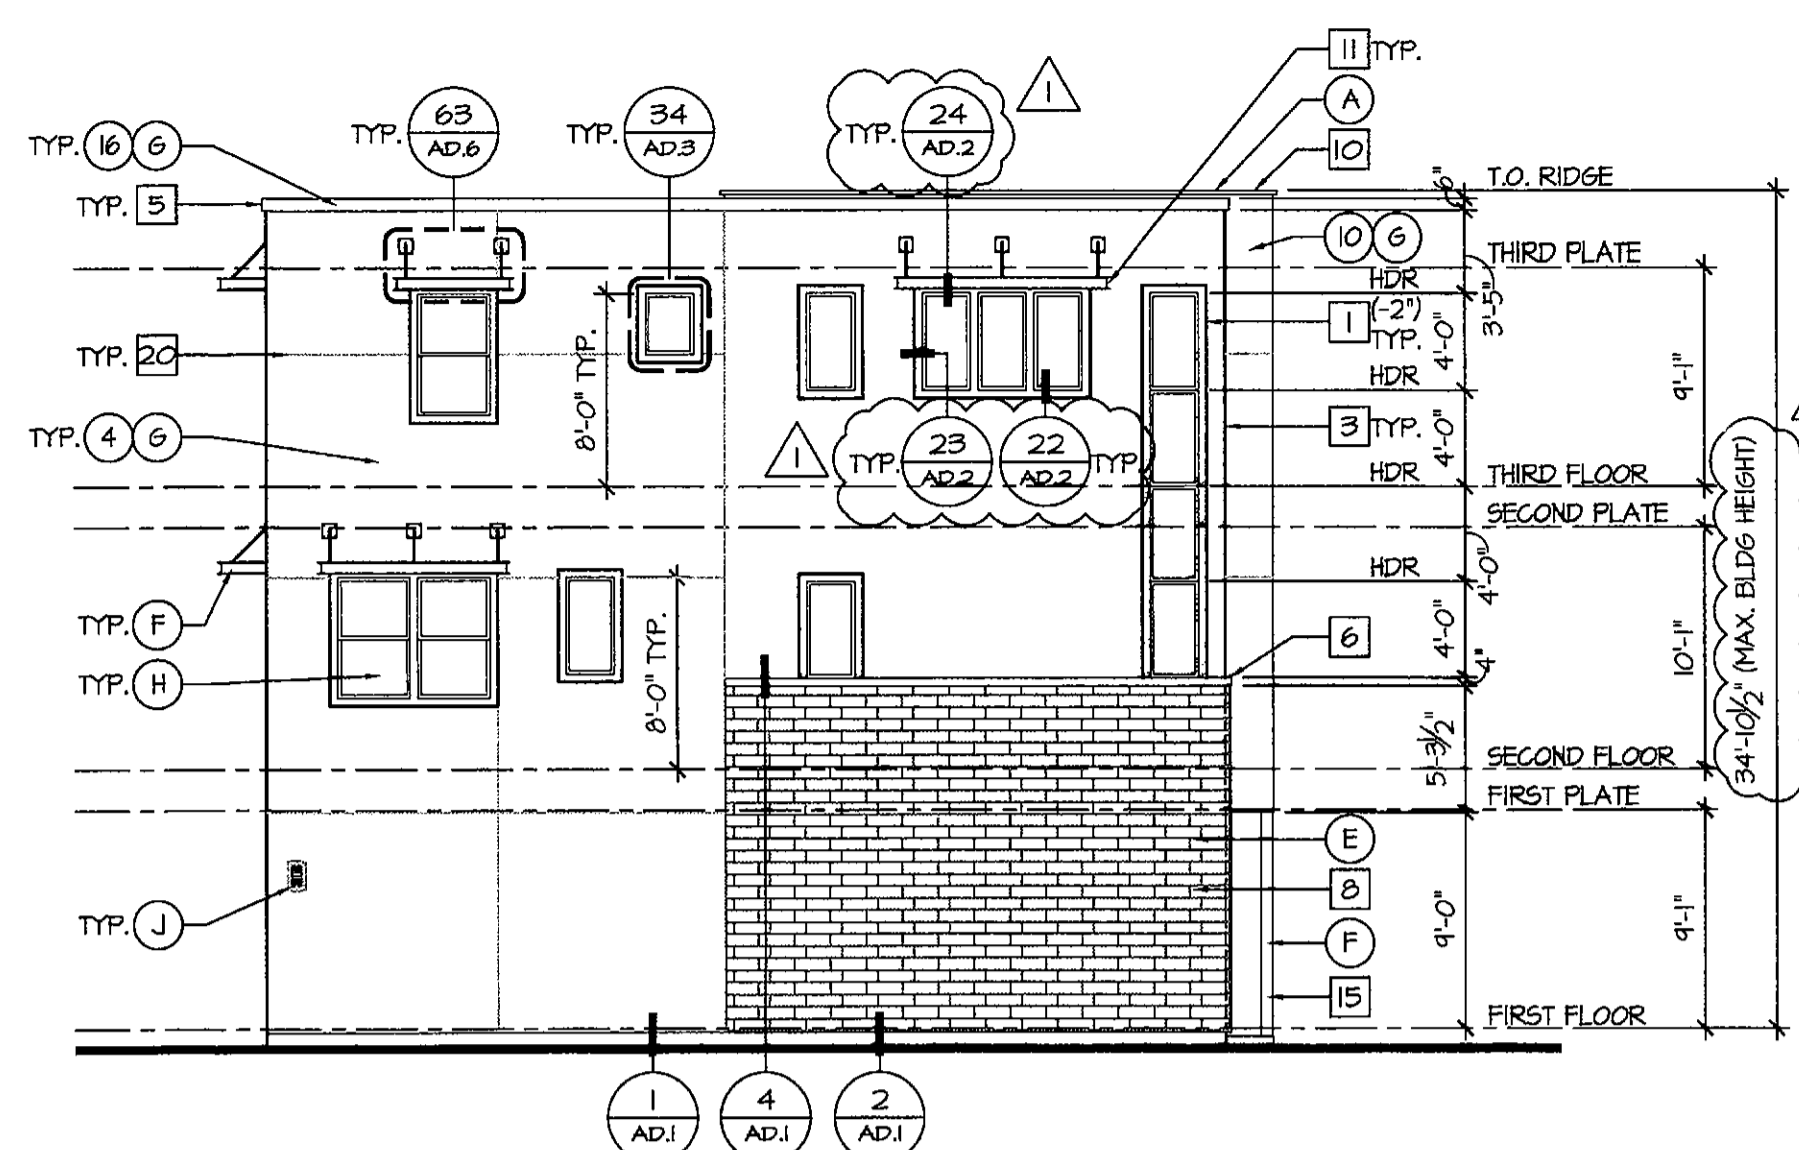 11 TYP.
A
10
1
TYP. 24 AD.2
TYP. 63 AD.6
TYP. 34 AD.3
TYP. 16 G
TYP. 5
6"
T.O. RIDGE
10 G
THIRD PLATE
HDR
(-2")
1 TYP.
4'-0"
3'-5"
TYP. 20
8'-0" TYP.
HDR
9'-1"
3 TYP.
4'-0"
TYP. 4 G
1
TYP. 23 AD.2
22 AD.2 TYP.
HDR
THIRD FLOOR
SECOND PLATE
34'-10 1/2" (MAX. BLDG HEIGHT)
HDR
4'-0"
TYP. F
8'-0" TYP.
6
4'-0"
10'-1"
TYP. H
4"
5'-3 1/2"
SECOND FLOOR
FIRST PLATE
E
8
TYP. J
F
9'-0"
9'-1"
15
FIRST FLOOR
1 AD.1
4 AD.1
2 AD.1